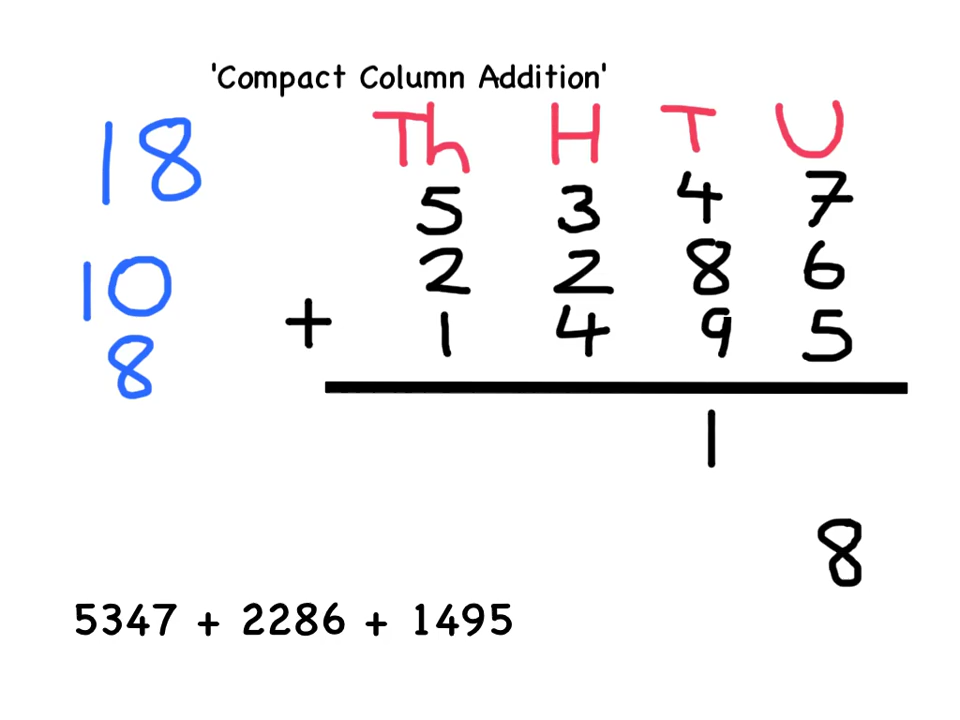 'Compact Column Addition'
18
10
8
Th H T U
5 3 4 7
2 2 8 6
+ 1 4 9 5
1
8
5347 + 2286 + 1495